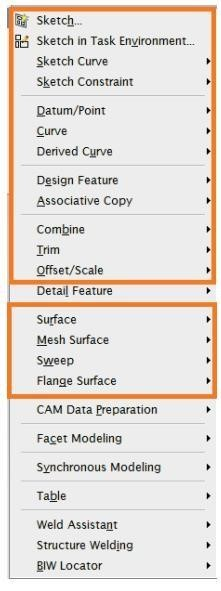 Sketch...
Sketch in Task Environment...
Sketch Curve
Sketch Constraint
Datum/Point
Curve
Derived Curve
Design Feature
Associative Copy
Combine
Trim
Offset/Scale
Detail Feature
Surface
Mesh Surface
Sweep
Flange Surface
CAM Data Preparation
Facet Modeling
Synchronous Modeling
Table
Weld Assistant
Structure Welding
BIW Locator